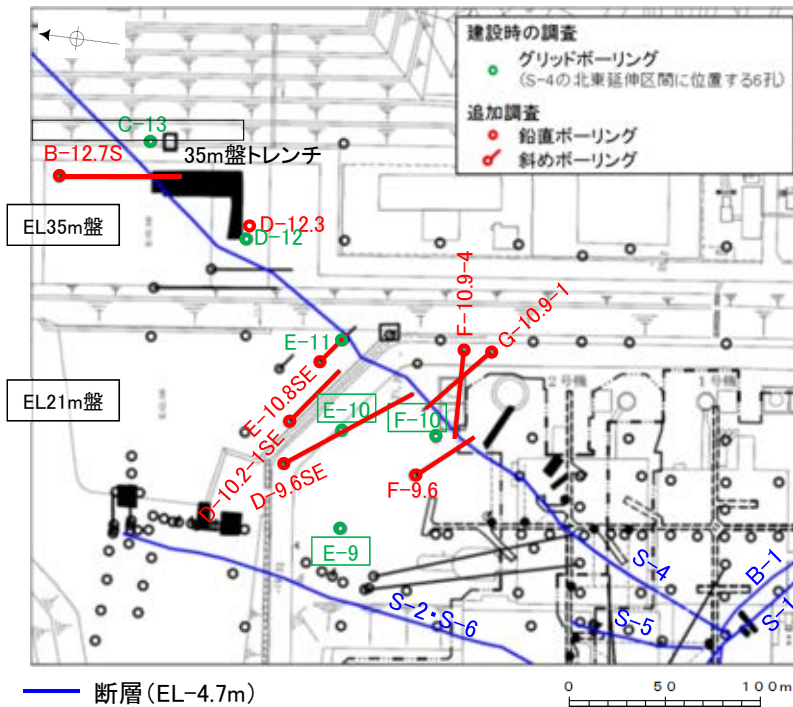 建設時の調査
グリッドボーリング
(S-4の北東延伸区間に位置する6孔)
追加調査
鉛直ボーリング
斜めボーリング
C-13
B-12.7S
35m盤トレンチ
EL35m盤
D-12.3
D-12
F-10.9-4
G-10.9-1
E-11
E-10.8SE
EL21m盤
E-10
F-10
2号機
1号機
D-10.2-1SE
D-9.6SE
F-9.6
E-9
S-4
B-1
S-2・S-6
S-5
S-1
断層(EL-4.7m)
0 50 100m